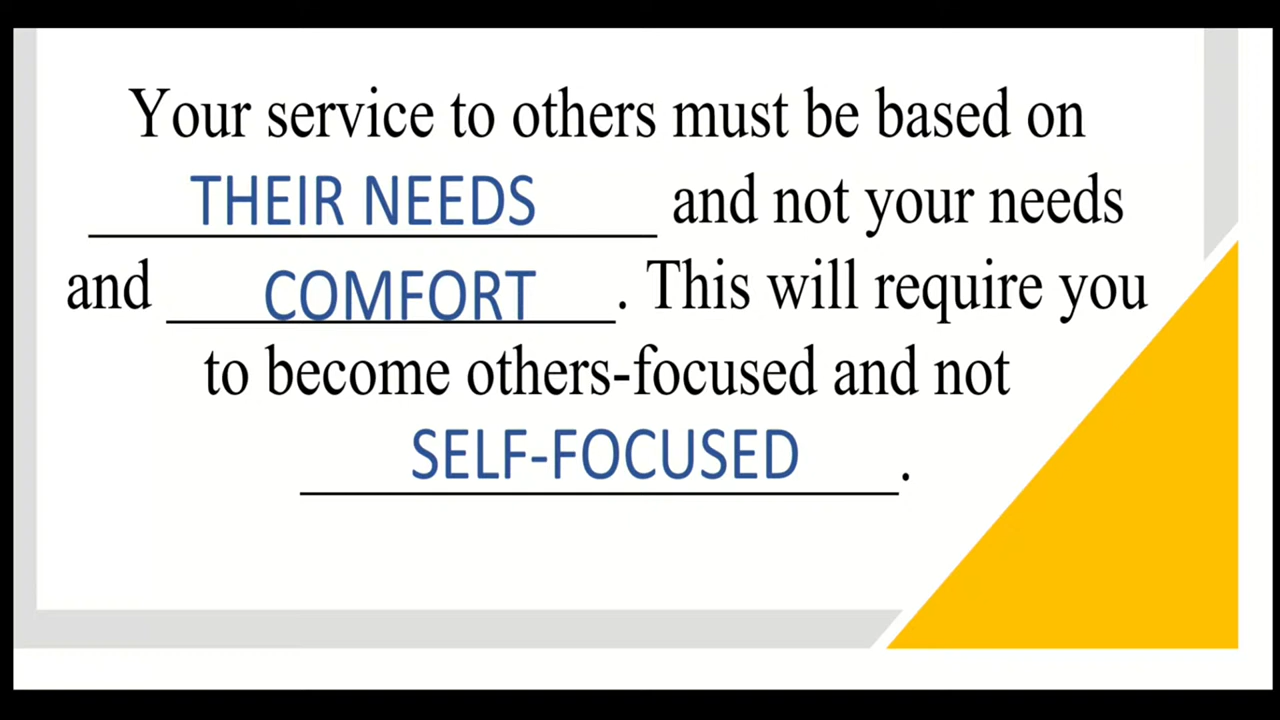 Your service to others must be based on
THEIR NEEDS and not your needs
and COMFORT. This will require you
to become others-focused and not
SELF-FOCUSED.